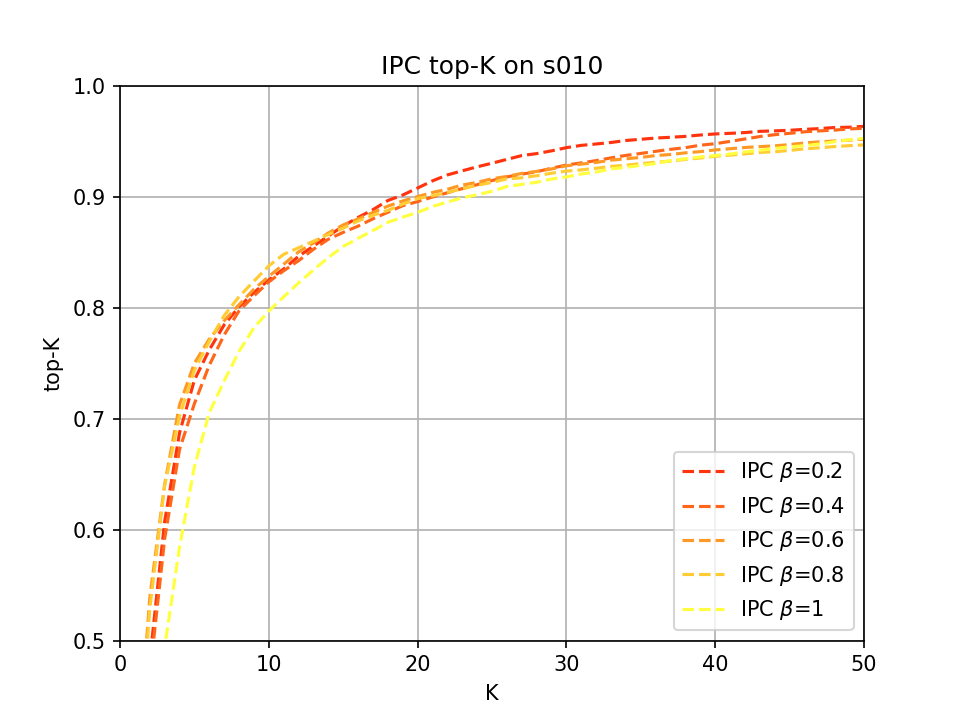 IPC top-K on s010
1.0
0.9
0.8
0.7
0.6
0.5
top-K
0 10 20 30 40 50
K
IPC β=0.2
IPC β=0.4
IPC β=0.6
IPC β=0.8
IPC β=1